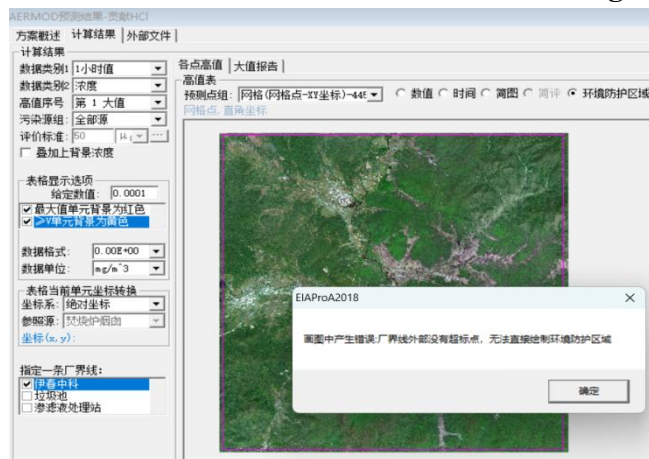 AERMOD预测结果-贡献HCl
方案概述 计算结果 外部文件
计算结果
数据类别1 1小时值
数据类别2 浓度
高值序号 第 1 大值
污染源组: 全部源
评价标准: 50
叠加上背景浓度
表格显示选项
给定数值: 0.0001
最大值单元背景为红色
>=V单元背景为黄色
数据格式: 0.00E+00
数据单位: mg/m^3
表格当前单元坐标转换
坐标系: 绝对坐标
参照源: 焚烧炉烟囱
坐标(x,y):
指定一条厂界线:
伊春中科
垃圾池
渗滤液处理站
各点高值 大值报告
高值表
预测点组: 网格(网格点-XY坐标)-445 数值 时间 简图 简评 环境防护区域
网格点, 直角坐标
EIAProA2018
画图中产生错误:厂界线外部没有超标点, 无法直接绘制环境防护区域
确定